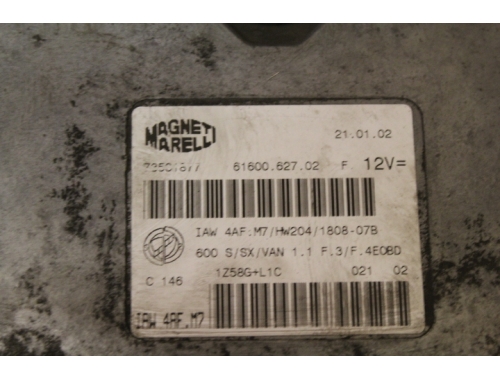 MAGNETI
MARELLI
21.01.02
61600.627.02 F 12V=
IAW 4AF.M7/HW204/1808-07B
600 S/SX/VAN 1.1 F.3/F.4EOBD
C 146 1Z58G+L1C 021 02
IAW 4AF.M7